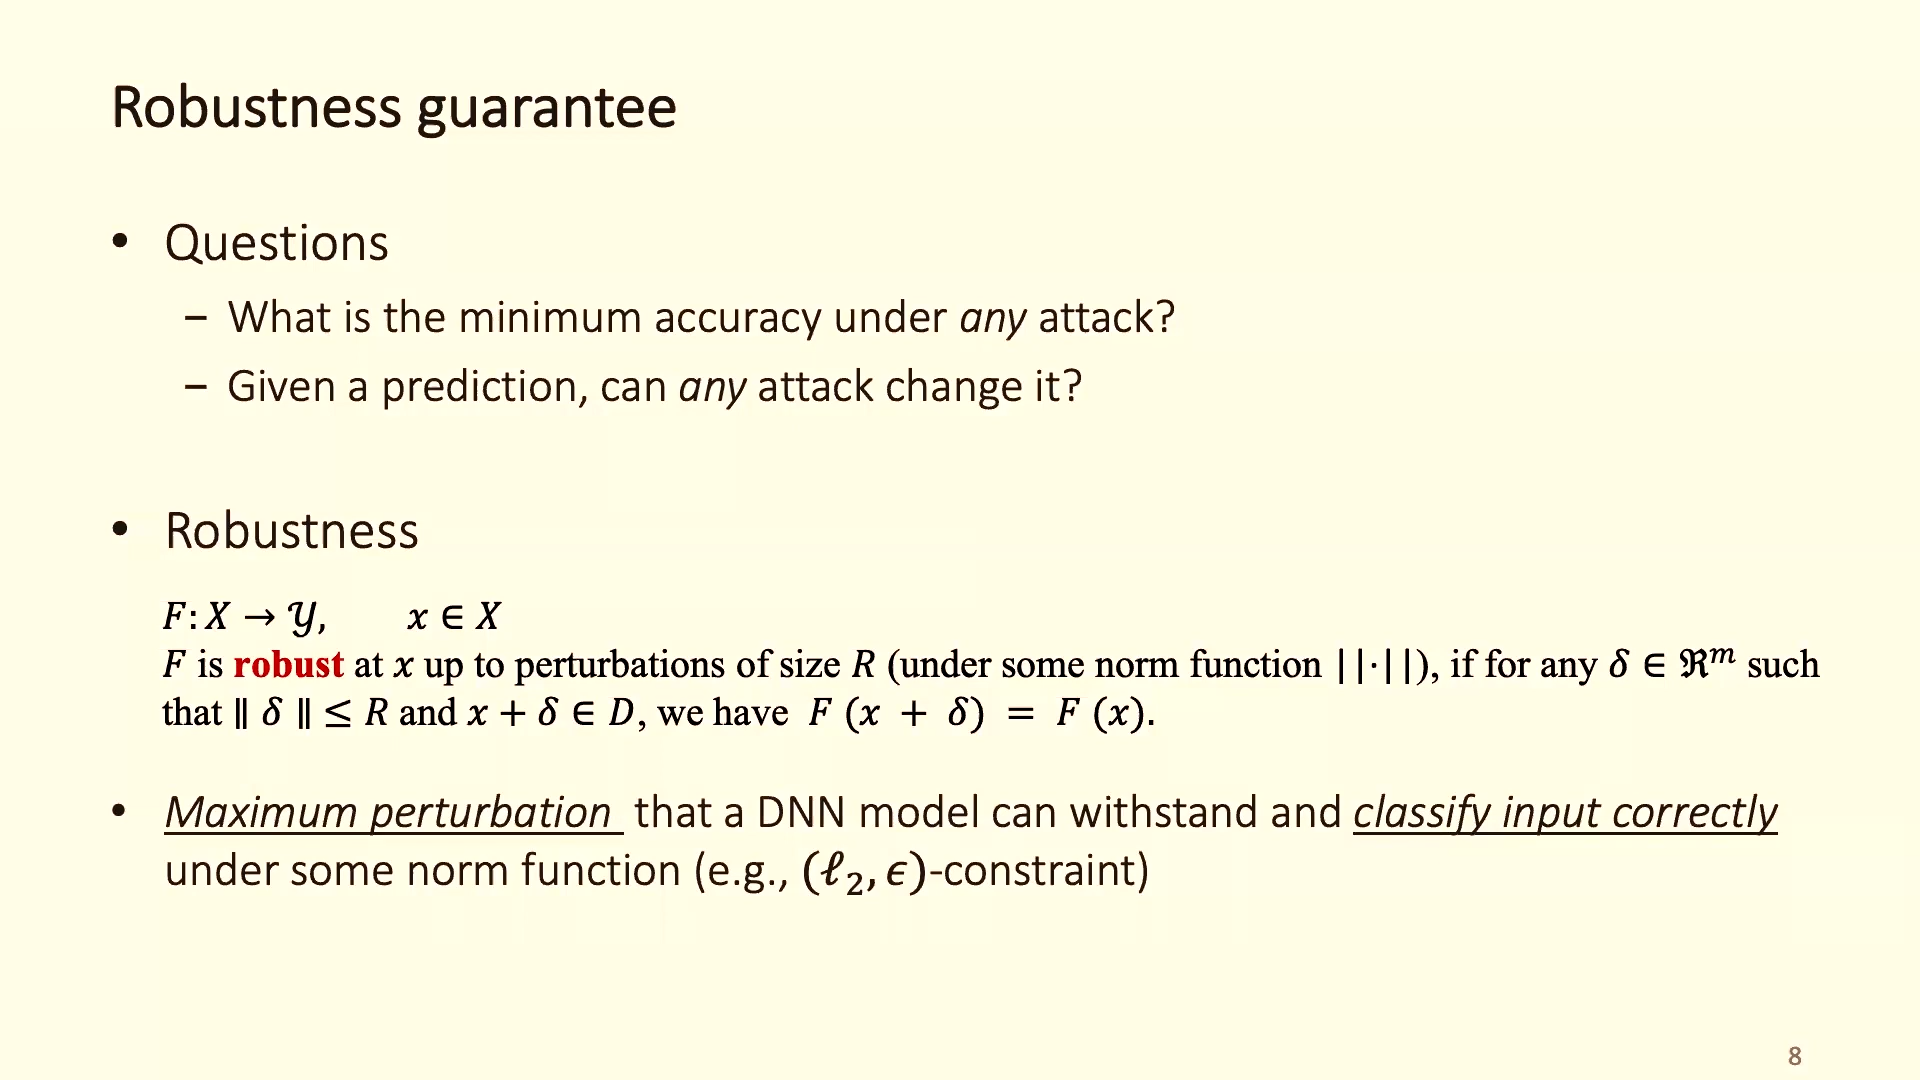 Robustness guarantee
• Questions
– What is the minimum accuracy under any attack?
– Given a prediction, can any attack change it?
• Robustness
F: X → 𝒴, x ∈ X
F is robust at x up to perturbations of size R (under some norm function ||·||), if for any δ ∈ ℜᵐ such
that ‖ δ ‖ ≤ R and x + δ ∈ D, we have F (x + δ) = F (x).
• Maximum perturbation that a DNN model can withstand and classify input correctly
under some norm function (e.g., (ℓ₂, ϵ)-constraint)
8